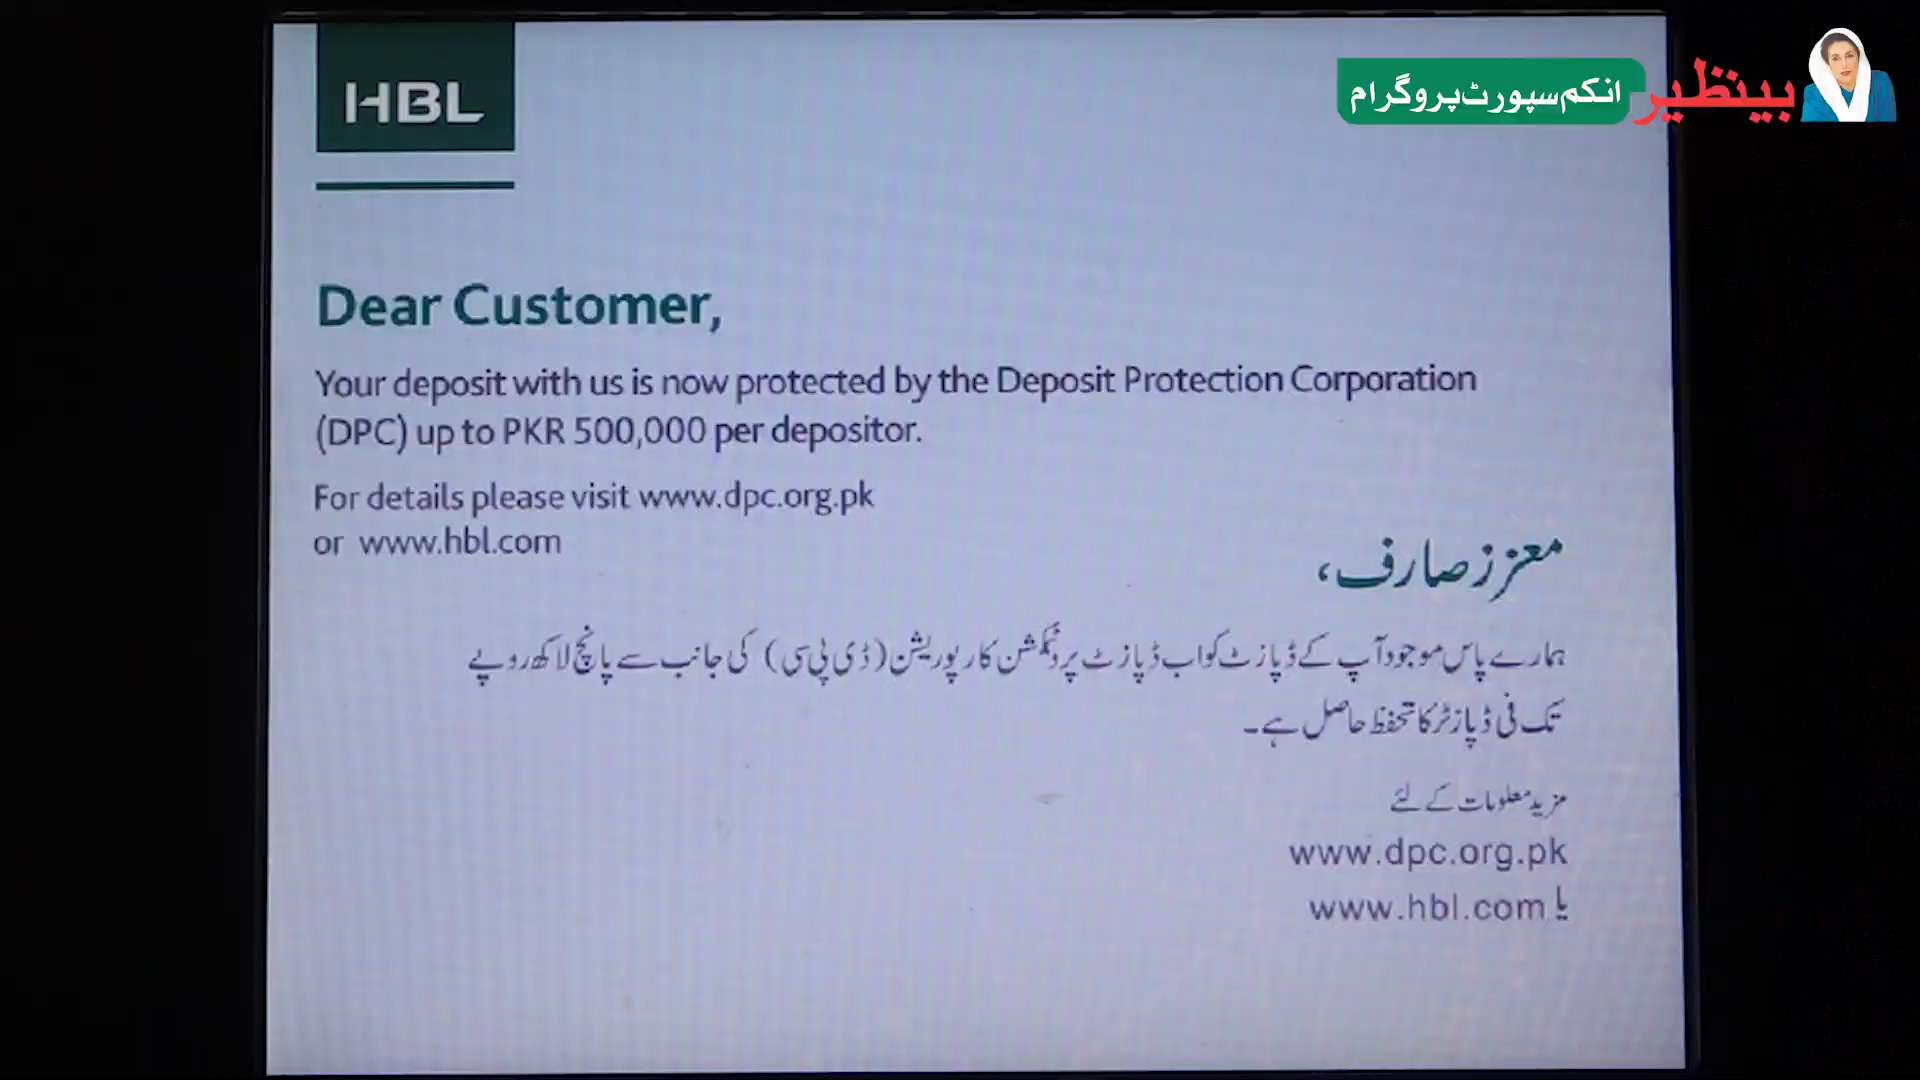 HBL
بینظیر
انکم سپورٹ پروگرام
Dear Customer,
Your deposit with us is now protected by the Deposit Protection Corporation
(DPC) up to PKR 500,000 per depositor.
For details please visit www.dpc.org.pk
or www.hbl.com
معزز صارف،
ہمارے پاس موجود آپ کے ڈپازٹ کو اب ڈپازٹ پروٹیکشن کارپوریشن (ڈی پی سی) کی جانب سے پانچ لاکھ روپے
تک فی ڈپازٹر کا تحفظ حاصل ہے۔
مزید معلومات کے لئے
www.dpc.org.pk
یا www.hbl.com